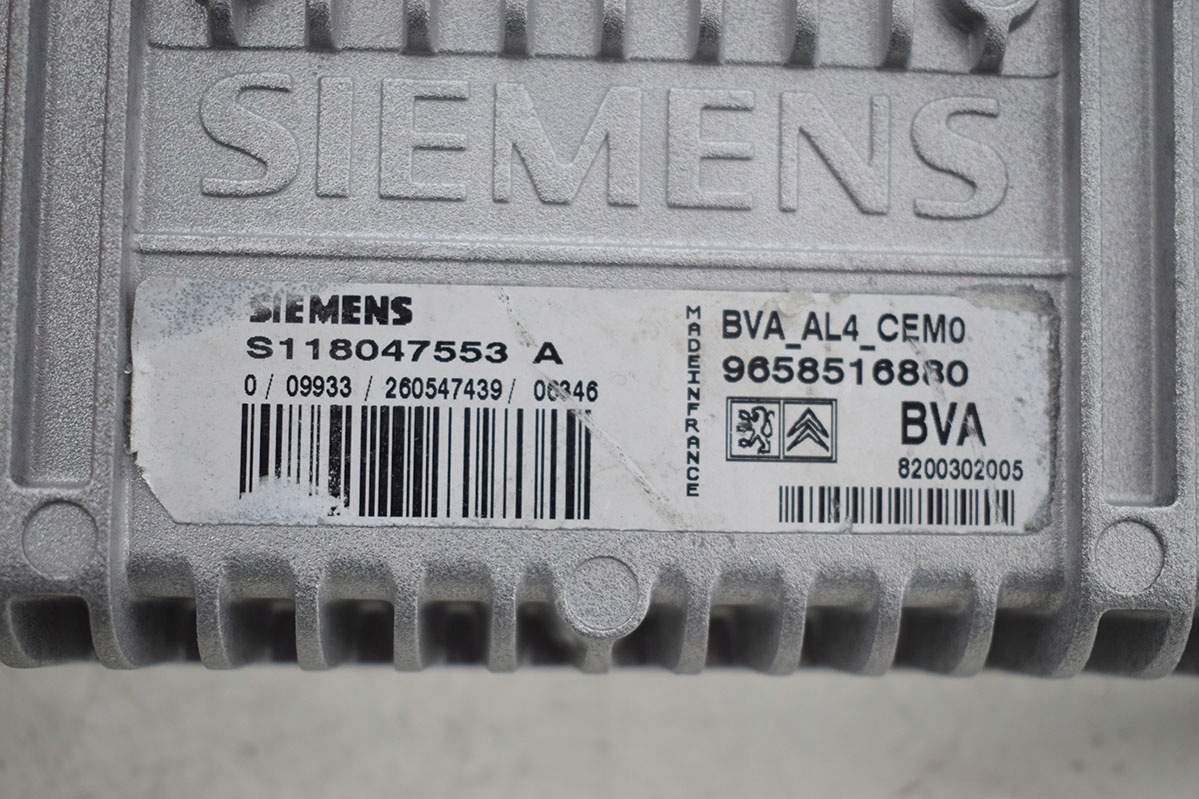 SIEMENS
SIEMENS
S118047553 A
0/ 09933 / 260547439/ 06346
MADEINFRANCE
BVA_AL4_CEM0
9658516880
BVA
8200302005